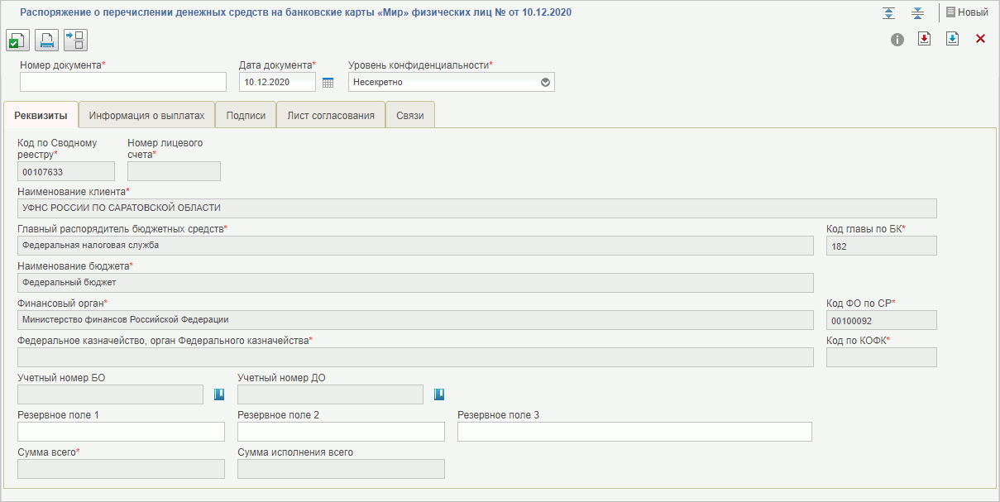 Распоряжение о перечислении денежных средств на банковские карты «Мир» физических лиц № от 10.12.2020
Новый
Номер документа*
Дата документа*
Уровень конфиденциальности*
10.12.2020
Несекретно
Реквизиты
Информация о выплатах
Подписи
Лист согласования
Связи
Код по Сводному
реестру*
Номер лицевого
счета*
00107633
Наименование клиента*
УФНС РОССИИ ПО САРАТОВСКОЙ ОБЛАСТИ
Главный распорядитель бюджетных средств*
Код главы по БК*
Федеральная налоговая служба
182
Наименование бюджета*
Федеральный бюджет
Финансовый орган*
Код ФО по СР*
Министерство финансов Российской Федерации
00100092
Федеральное казначейство, орган Федерального казначейства*
Код по КОФК*
Учетный номер БО
Учетный номер ДО
Резервное поле 1
Резервное поле 2
Резервное поле 3
Сумма всего*
Сумма исполнения всего